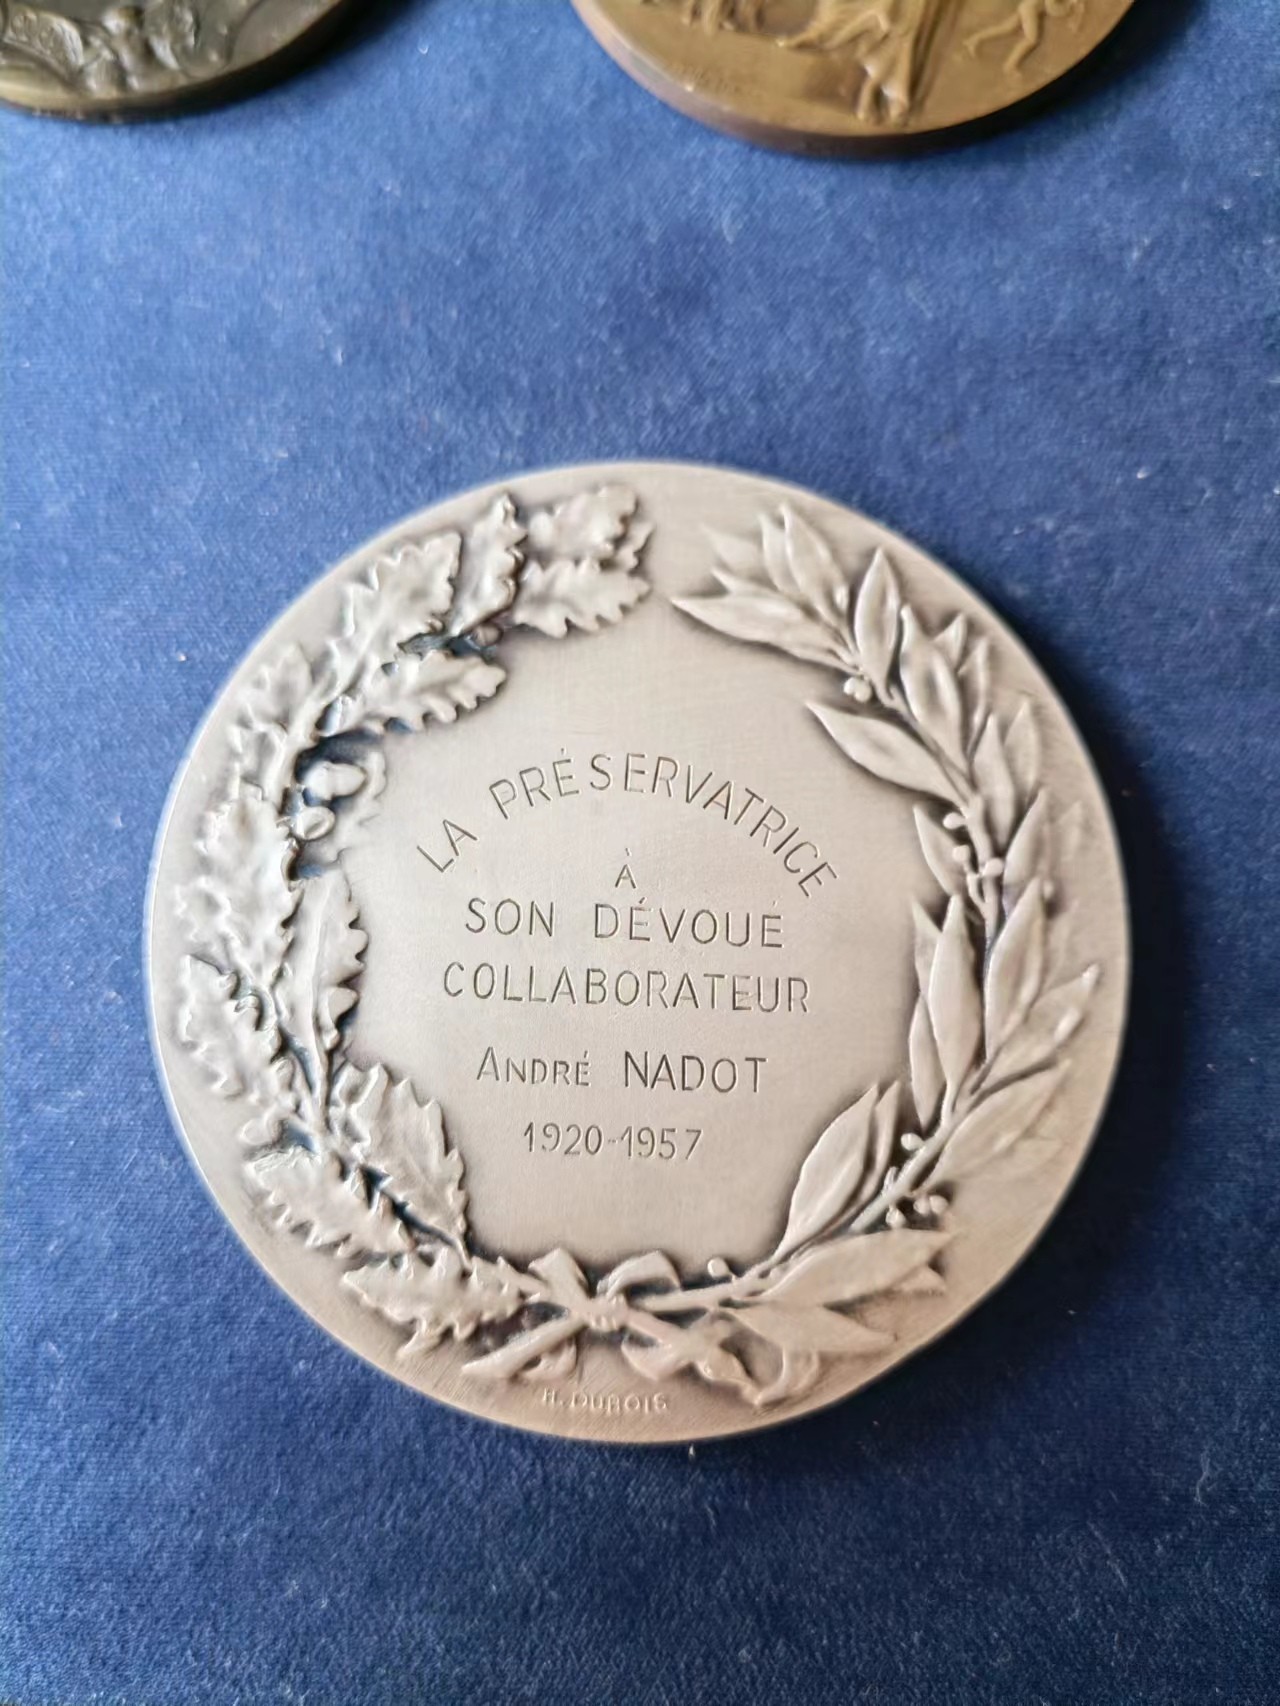 LA PRÉSERVATRICE
À
SON DÉVOUÉ
COLLABORATEUR
ANDRÉ NADOT
1920-1957
H. DUBOIS